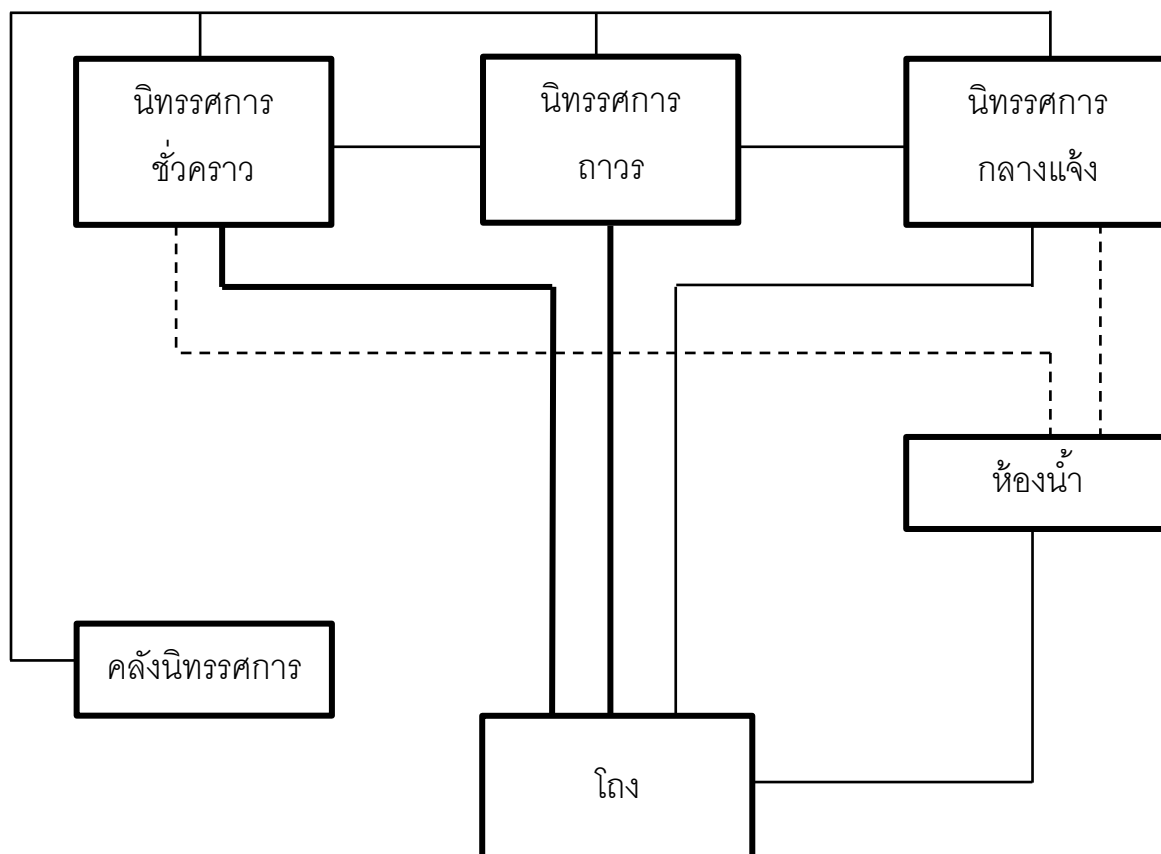 นิทรรศการ
ชั่วคราว
นิทรรศการ
ถาวร
นิทรรศการ
กลางแจ้ง
ห้องน้ำ
คลังนิทรรศการ
โถง